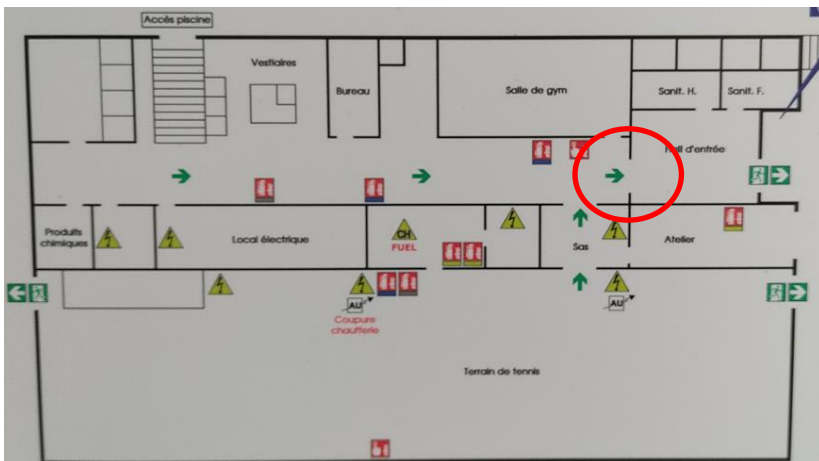 Accès piscine
Vestiaires
Bureau
Salle de gym
Sanit. H.
Sanit. F.
Hall d'entrée
Produits
chimiques
Local électrique
CH
FUEL
Sas
Atelier
AU
Coupure
chaufferie
AU
Terrain de tennis